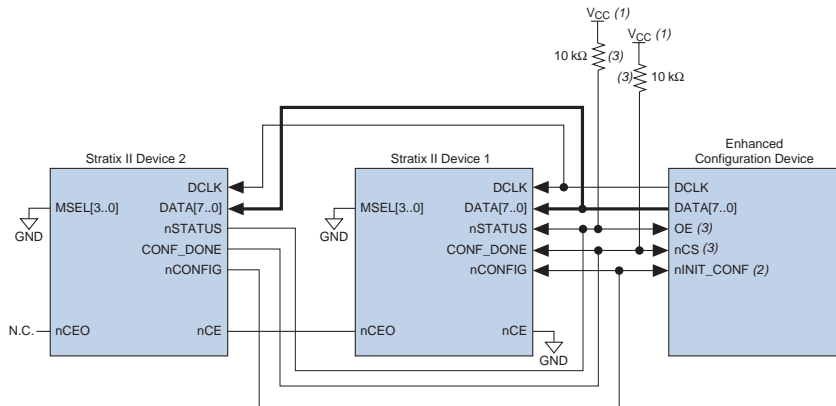 VCC (1)
VCC (1)
10 kΩ (3)
(3) 10 kΩ
Stratix II Device 2
Stratix II Device 1
Enhanced
Configuration Device
DCLK
DCLK
DCLK
MSEL[3..0]
DATA[7..0]
MSEL[3..0]
DATA[7..0]
DATA[7..0]
nSTATUS
nSTATUS
OE (3)
GND
GND
CONF_DONE
CONF_DONE
nCS (3)
nCONFIG
nCONFIG
nINIT_CONF (2)
N.C.
nCEO
nCE
nCEO
nCE
GND